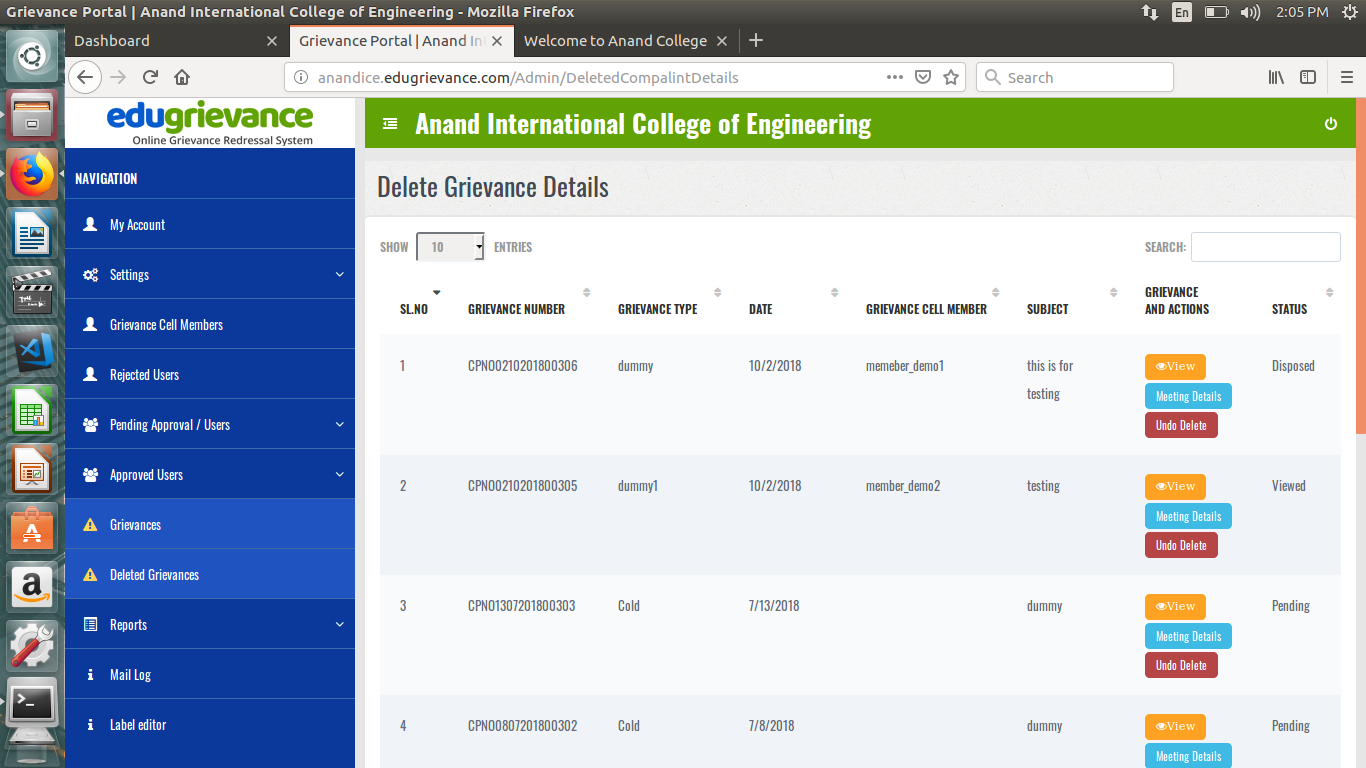 Grievance Portal | Anand International College of Engineering - Mozilla Firefox
En
2:05 PM
Dashboard
Grievance Portal | Anand Int
Welcome to Anand College
anandice.edugrievance.com/Admin/DeletedCompalintDetails
Search
edugrievance
Online Grievance Redressal System
Anand International College of Engineering
NAVIGATION
My Account
Settings
Grievance Cell Members
Rejected Users
Pending Approval / Users
Approved Users
Grievances
Deleted Grievances
Reports
Mail Log
Label editor
Delete Grievance Details
SHOW 10 ENTRIES
SEARCH:
SL.NO GRIEVANCE NUMBER GRIEVANCE TYPE DATE GRIEVANCE CELL MEMBER SUBJECT GRIEVANCE AND ACTIONS STATUS
1 CPN00210201800306 dummy 10/2/2018 memeber_demo1 this is for testing View Disposed
Meeting Details
Undo Delete
2 CPN00210201800305 dummy1 10/2/2018 member_demo2 testing View Viewed
Meeting Details
Undo Delete
3 CPN01307201800303 Cold 7/13/2018 dummy View Pending
Meeting Details
Undo Delete
4 CPN00807201800302 Cold 7/8/2018 dummy View Pending
Meeting Details